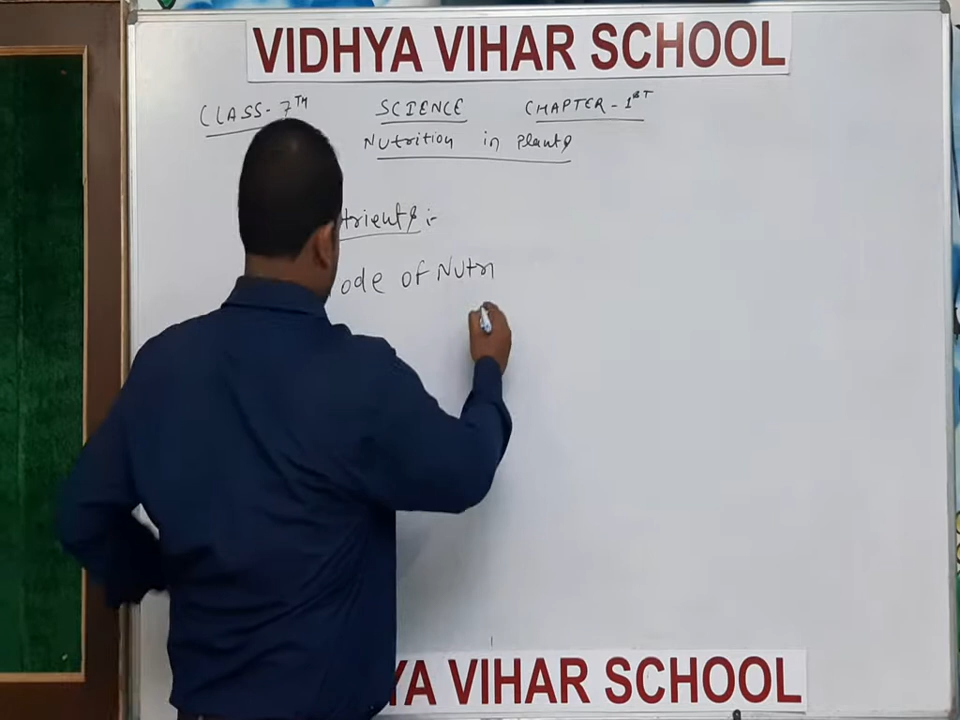 VIDHYA VIHAR SCHOOL
CLASS-7TH SCIENCE CHAPTER-1ST
Nutrition in Plants
trients :-
ode of Nutri
YA VIHAR SCHOOL